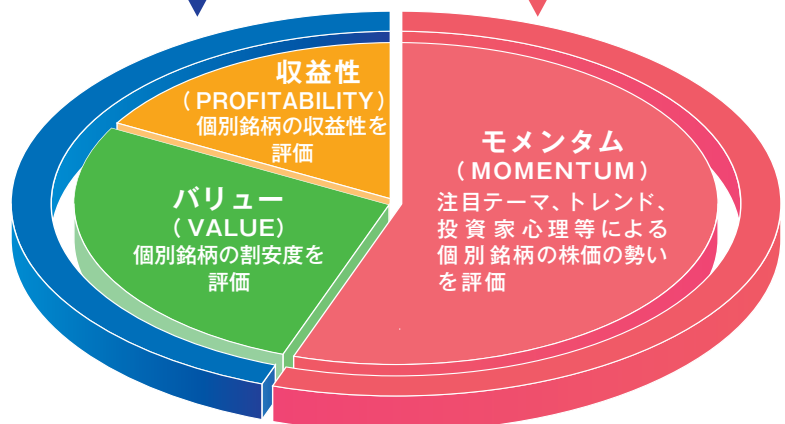 収益性
(PROFITABILITY)
個別銘柄の収益性を
評価
バリュー
(VALUE)
個別銘柄の割安度を
評価
モメンタム
(MOMENTUM)
注目テーマ、トレンド、
投資家心理等による
個別銘柄の株価の勢い
を評価